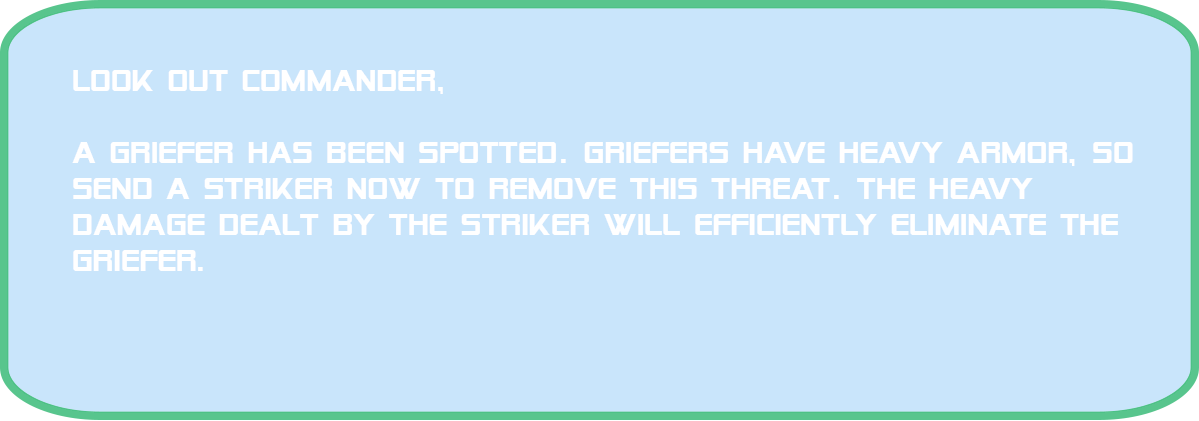 LOOK OUT COMMANDER,
A GRIEFER HAS BEEN SPOTTED. GRIEFERS HAVE HEAVY ARMOR, SO
SEND A STRIKER NOW TO REMOVE THIS THREAT. THE HEAVY
DAMAGE DEALT BY THE STRIKER WILL EFFICIENTLY ELIMINATE THE
GRIEFER.